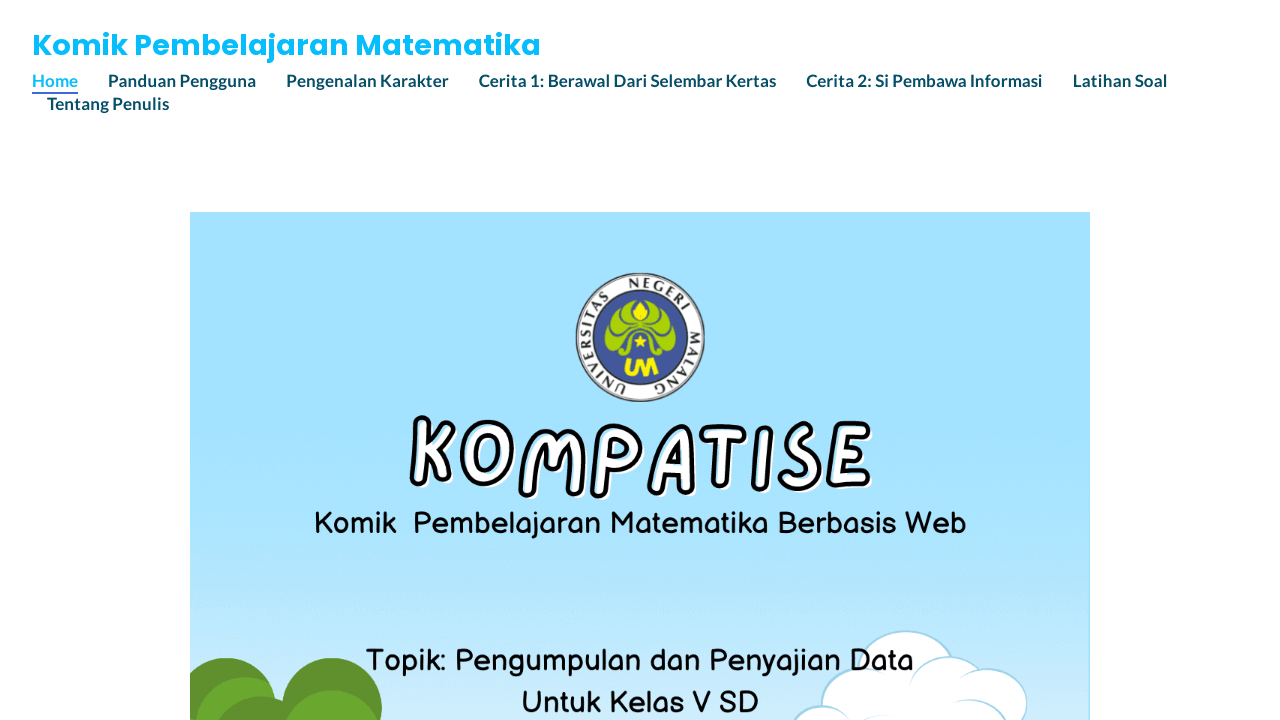 Komik Pembelajaran Matematika
Home Panduan Pengguna Pengenalan Karakter Cerita 1: Berawal Dari Selembar Kertas Cerita 2: Si Pembawa Informasi Latihan Soal
Tentang Penulis
UNIVERSITAS NEGERI MALANG
UM
KOMPATISE
Komik Pembelajaran Matematika Berbasis Web
Topik: Pengumpulan dan Penyajian Data
Untuk Kelas V SD